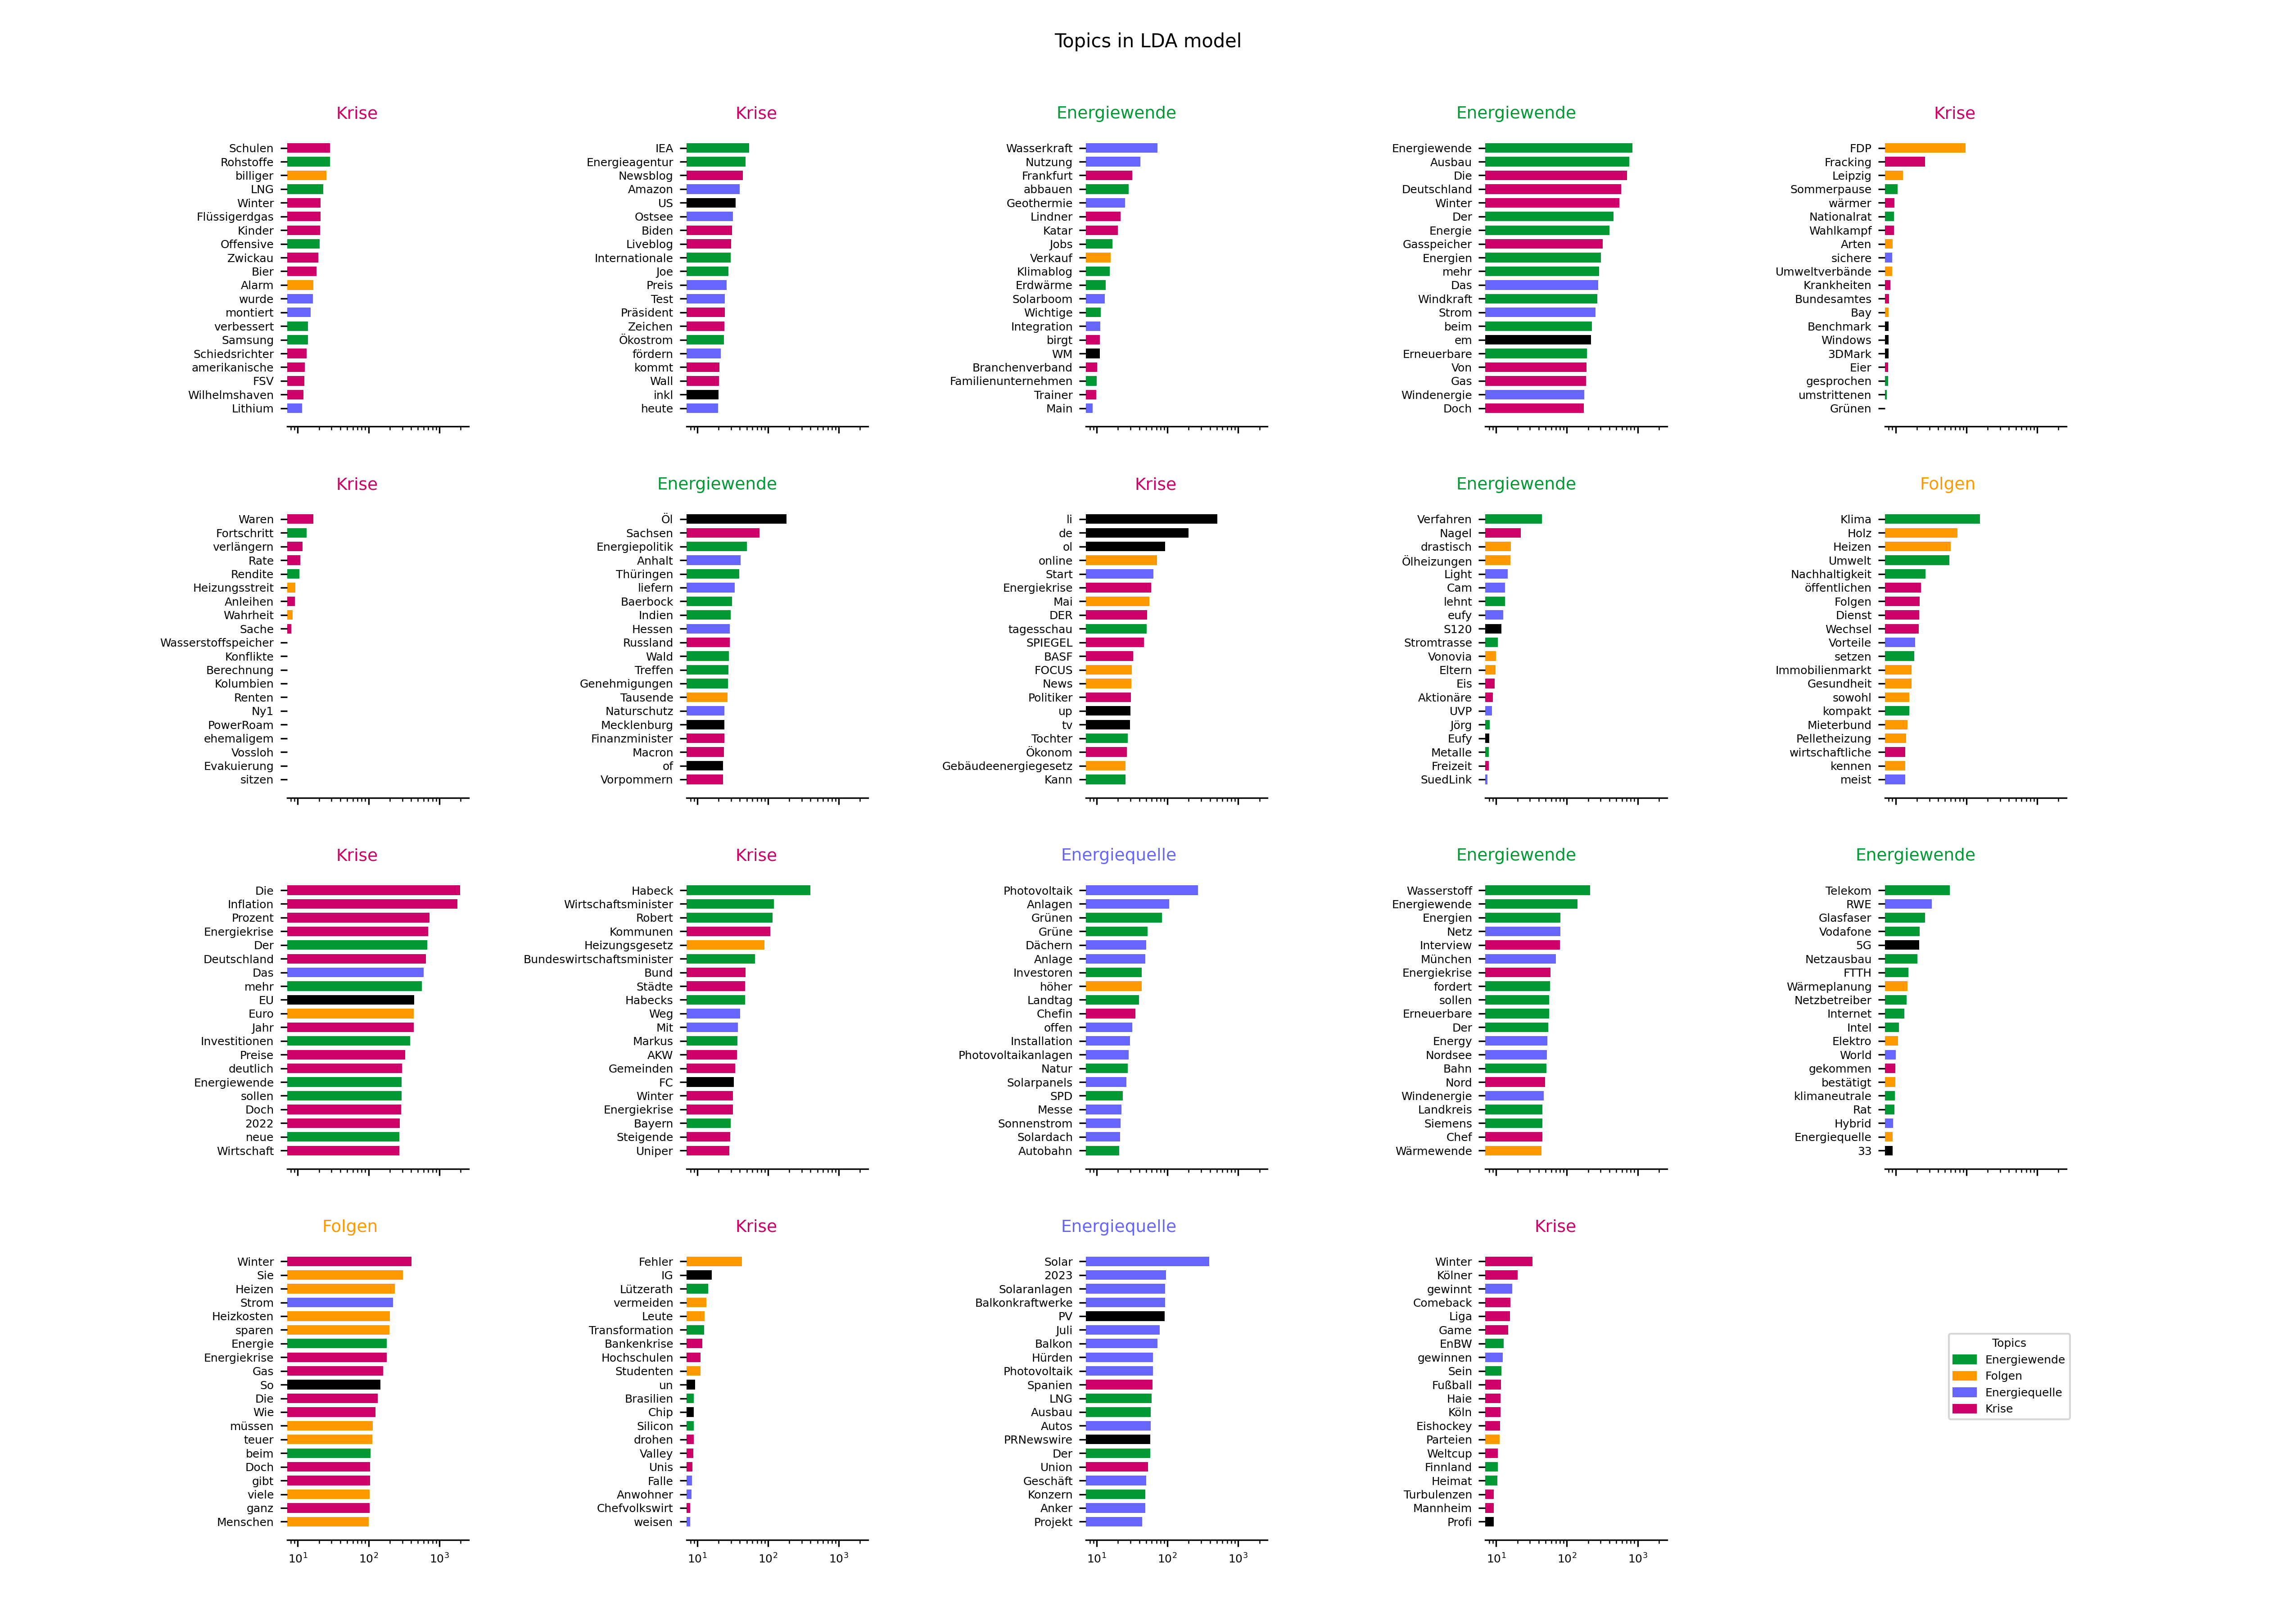 Topics in LDA model
Krise
Schulen
Rohstoffe
billiger
LNG
Winter
Flüssigerdgas
Kinder
Offensive
Zwickau
Bier
Alarm
wurde
montiert
verbessert
Samsung
Schiedsrichter
amerikanische
FSV
Wilhelmshaven
Lithium
Krise
IEA
Energieagentur
Newsblog
Amazon
US
Ostsee
Biden
Liveblog
Internationale
Joe
Preis
Test
Präsident
Zeichen
Ökostrom
fördern
kommt
Wall
inkl
heute
Energiewende
Wasserkraft
Nutzung
Frankfurt
abbauen
Geothermie
Lindner
Katar
Jobs
Verkauf
Klimablog
Erdwärme
Solarboom
Wichtige
Integration
birgt
WM
Branchenverband
Familienunternehmen
Trainer
Main
Energiewende
Energiewende
Ausbau
Die
Deutschland
Winter
Der
Energie
Gasspeicher
Energien
mehr
Das
Windkraft
Strom
beim
em
Erneuerbare
Von
Gas
Windenergie
Doch
Krise
FDP
Fracking
Leipzig
Sommerpause
wärmer
Nationalrat
Wahlkampf
Arten
sichere
Umweltverbände
Krankheiten
Bundesamtes
Bay
Benchmark
Windows
3DMark
Eier
gesprochen
umstrittenen
Grünen
Krise
Waren
Fortschritt
verlängern
Rate
Rendite
Heizungsstreit
Anleihen
Wahrheit
Sache
Wasserstoffspeicher
Konflikte
Berechnung
Kolumbien
Renten
Ny1
PowerRoam
ehemaligem
Vossloh
Evakuierung
sitzen
Energiewende
Öl
Sachsen
Energiepolitik
Anhalt
Thüringen
liefern
Baerbock
Indien
Hessen
Russland
Wald
Treffen
Genehmigungen
Tausende
Naturschutz
Mecklenburg
Finanzminister
Macron
of
Vorpommern
Krise
li
de
ol
online
Start
Energiekrise
Mai
DER
tagesschau
SPIEGEL
BASF
FOCUS
News
Politiker
up
tv
Tochter
Ökonom
Gebäudeenergiegesetz
Kann
Energiewende
Verfahren
Nagel
drastisch
Ölheizungen
Light
Cam
lehnt
eufy
S120
Stromtrasse
Vonovia
Eltern
Eis
Aktionäre
UVP
Jörg
Eufy
Metalle
Freizeit
SuedLink
Folgen
Klima
Holz
Heizen
Umwelt
Nachhaltigkeit
öffentlichen
Folgen
Dienst
Wechsel
Vorteile
setzen
Immobilienmarkt
Gesundheit
sowohl
kompakt
Mieterbund
Pelletheizung
wirtschaftliche
kennen
meist
Krise
Die
Inflation
Prozent
Energiekrise
Der
Deutschland
Das
mehr
EU
Euro
Jahr
Investitionen
Preise
deutlich
Energiewende
sollen
Doch
2022
neue
Wirtschaft
Krise
Habeck
Wirtschaftsminister
Robert
Kommunen
Heizungsgesetz
Bundeswirtschaftsminister
Bund
Städte
Habecks
Weg
Mit
Markus
AKW
Gemeinden
FC
Winter
Energiekrise
Bayern
Steigende
Uniper
Energiequelle
Photovoltaik
Anlagen
Grünen
Grüne
Dächern
Anlage
Investoren
höher
Landtag
Chefin
offen
Installation
Photovoltaikanlagen
Natur
Solarpanels
SPD
Messe
Sonnenstrom
Solardach
Autobahn
Energiewende
Wasserstoff
Energiewende
Energien
Netz
Interview
München
Energiekrise
fordert
sollen
Erneuerbare
Der
Energy
Nordsee
Bahn
Nord
Windenergie
Landkreis
Siemens
Chef
Wärmewende
Energiewende
Telekom
RWE
Glasfaser
Vodafone
5G
Netzausbau
FTTH
Wärmeplanung
Netzbetreiber
Internet
Intel
Elektro
World
gekommen
bestätigt
klimaneutrale
Rat
Hybrid
Energiequelle
33
Folgen
Winter
Sie
Heizen
Strom
Heizkosten
sparen
Energie
Energiekrise
Gas
So
Die
Wie
müssen
teuer
beim
Doch
gibt
viele
ganz
Menschen
10¹ 10² 10³
Krise
Fehler
IG
Lützerath
vermeiden
Leute
Transformation
Bankenkrise
Hochschulen
Studenten
un
Brasilien
Chip
Silicon
drohen
Valley
Unis
Falle
Anwohner
Chefvolkswirt
weisen
10¹ 10² 10³
Energiequelle
Solar
2023
Solaranlagen
Balkonkraftwerke
PV
Juli
Balkon
Hürden
Photovoltaik
Spanien
LNG
Ausbau
Autos
PRNewswire
Der
Union
Geschäft
Konzern
Anker
Projekt
10¹ 10² 10³
Krise
Winter
Kölner
gewinnt
Comeback
Liga
Game
EnBW
gewinnen
Sein
Fußball
Haie
Köln
Eishockey
Parteien
Weltcup
Finnland
Heimat
Turbulenzen
Mannheim
Profi
10¹ 10² 10³
Topics
Energiewende
Folgen
Energiequelle
Krise